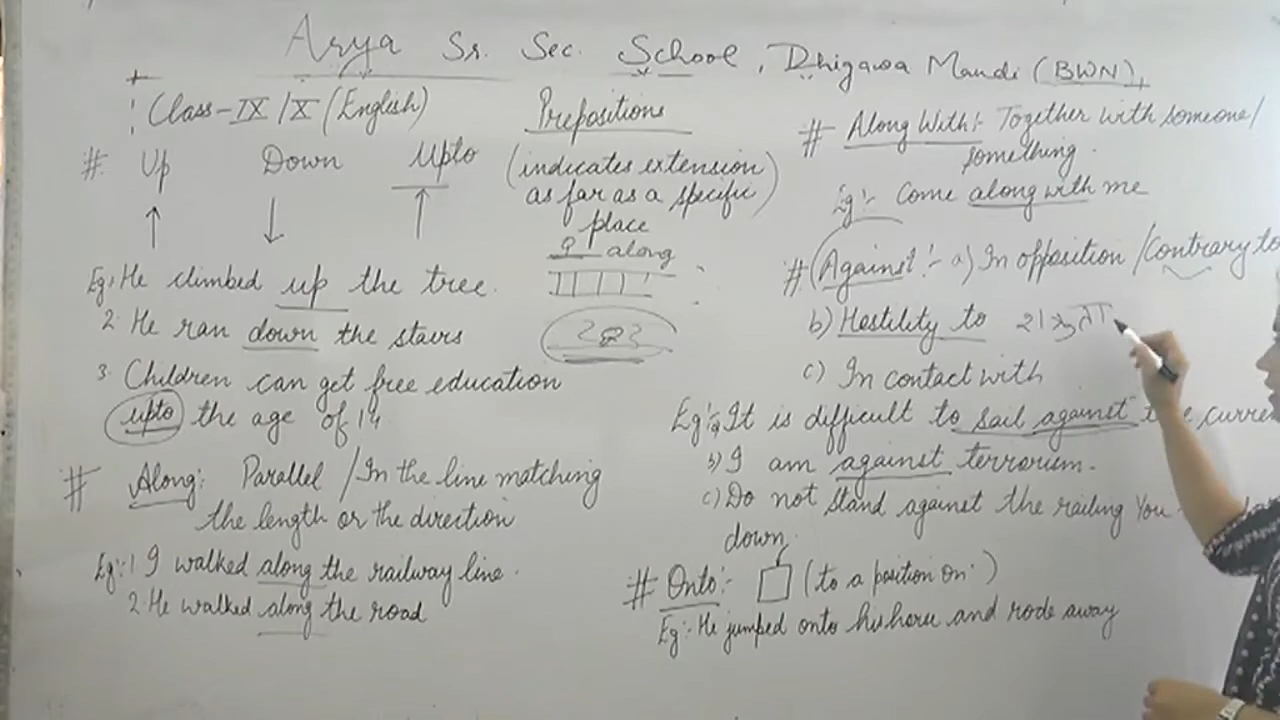 Arya Sr. Sec. School, Dhigawa Mandi (BWN)
Class-IX/X (English)
Prepositions
# Up Down Upto
(indicates extension
as far as a specific
place)
along
Eg:- He climbed up the tree.
2 He ran down the stairs
3. Children can get free education
upto the age of 14
# Along: Parallel / In the line matching
the length or the direction
Eg:- 1 I walked along the railway line.
2. He walked along the road
# Along With:- Together with someone/
something.
Eg:- Come along with me
# Against:- a) In opposition / Contrary to
b) Hestility to शत्रुता
c) In contact with
Eg:- a) It is difficult to sail against the curre
b) I am against terrorism.
c) Do not stand against the railing You
down
# Onto:- (to a position on.)
Eg:- He jumped onto his horse and rode away